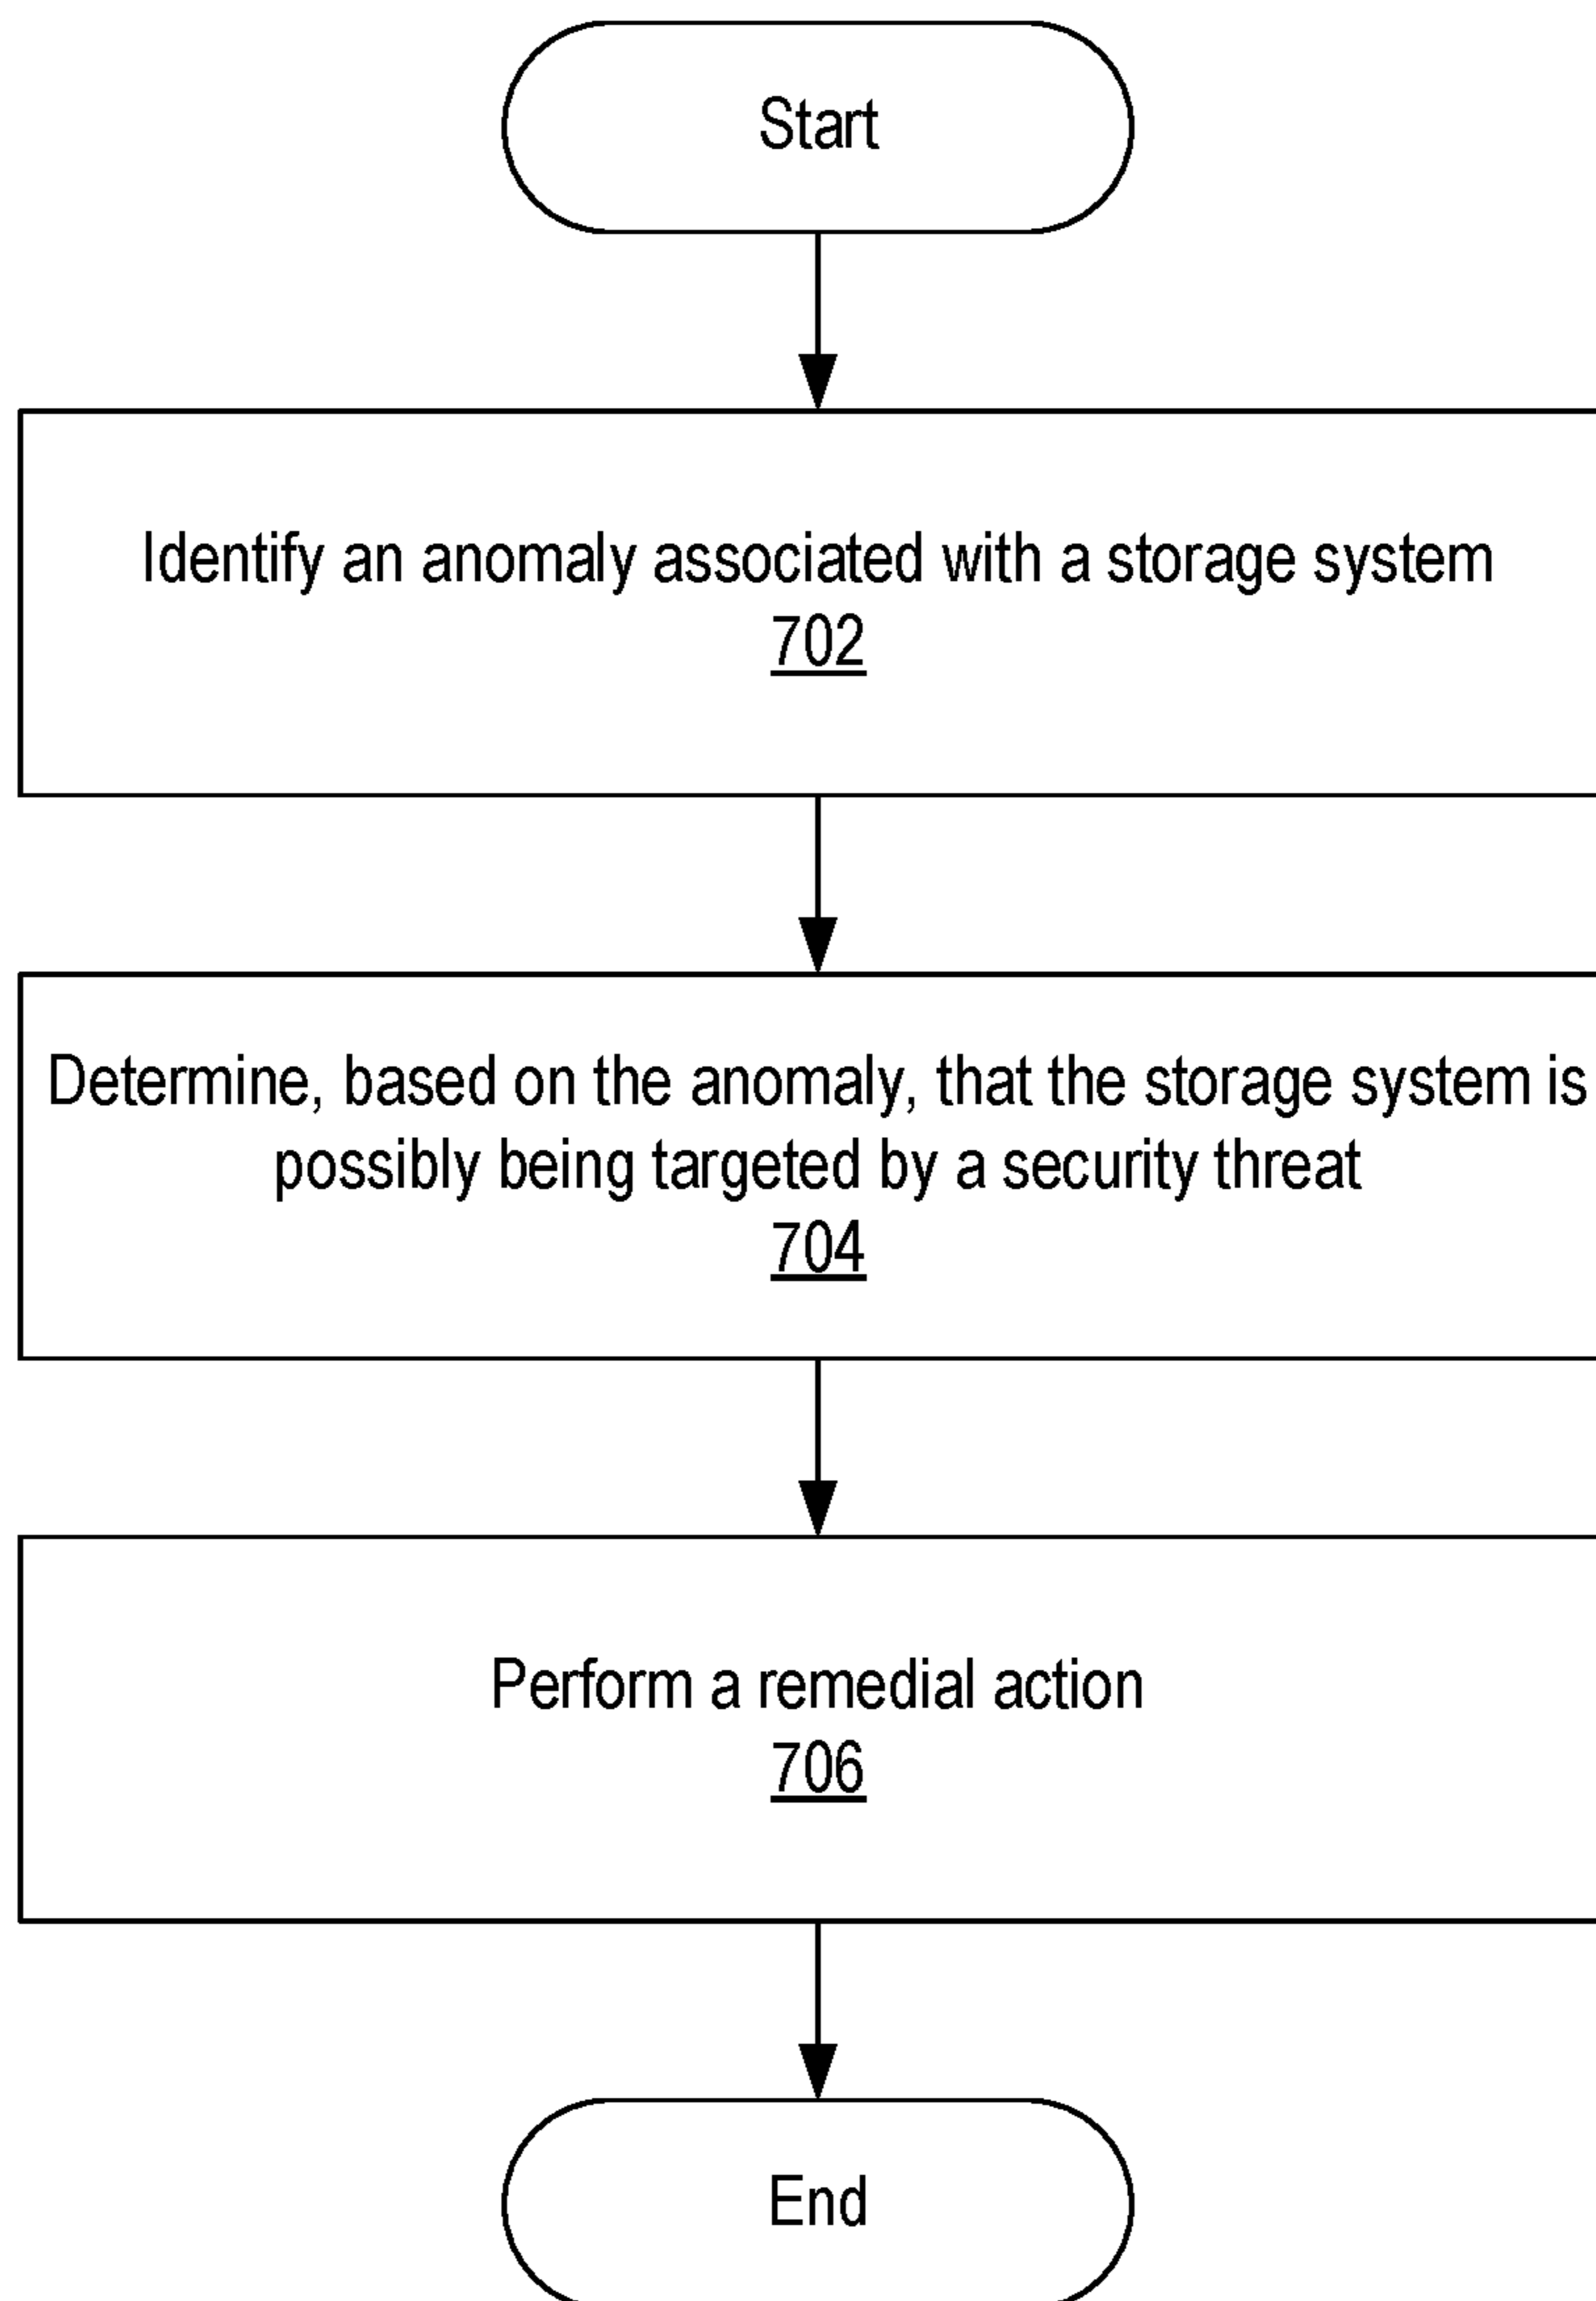 Start
Identify an anomaly associated with a storage system
702
Determine, based on the anomaly, that the storage system is
possibly being targeted by a security threat
704
Perform a remedial action
706
End